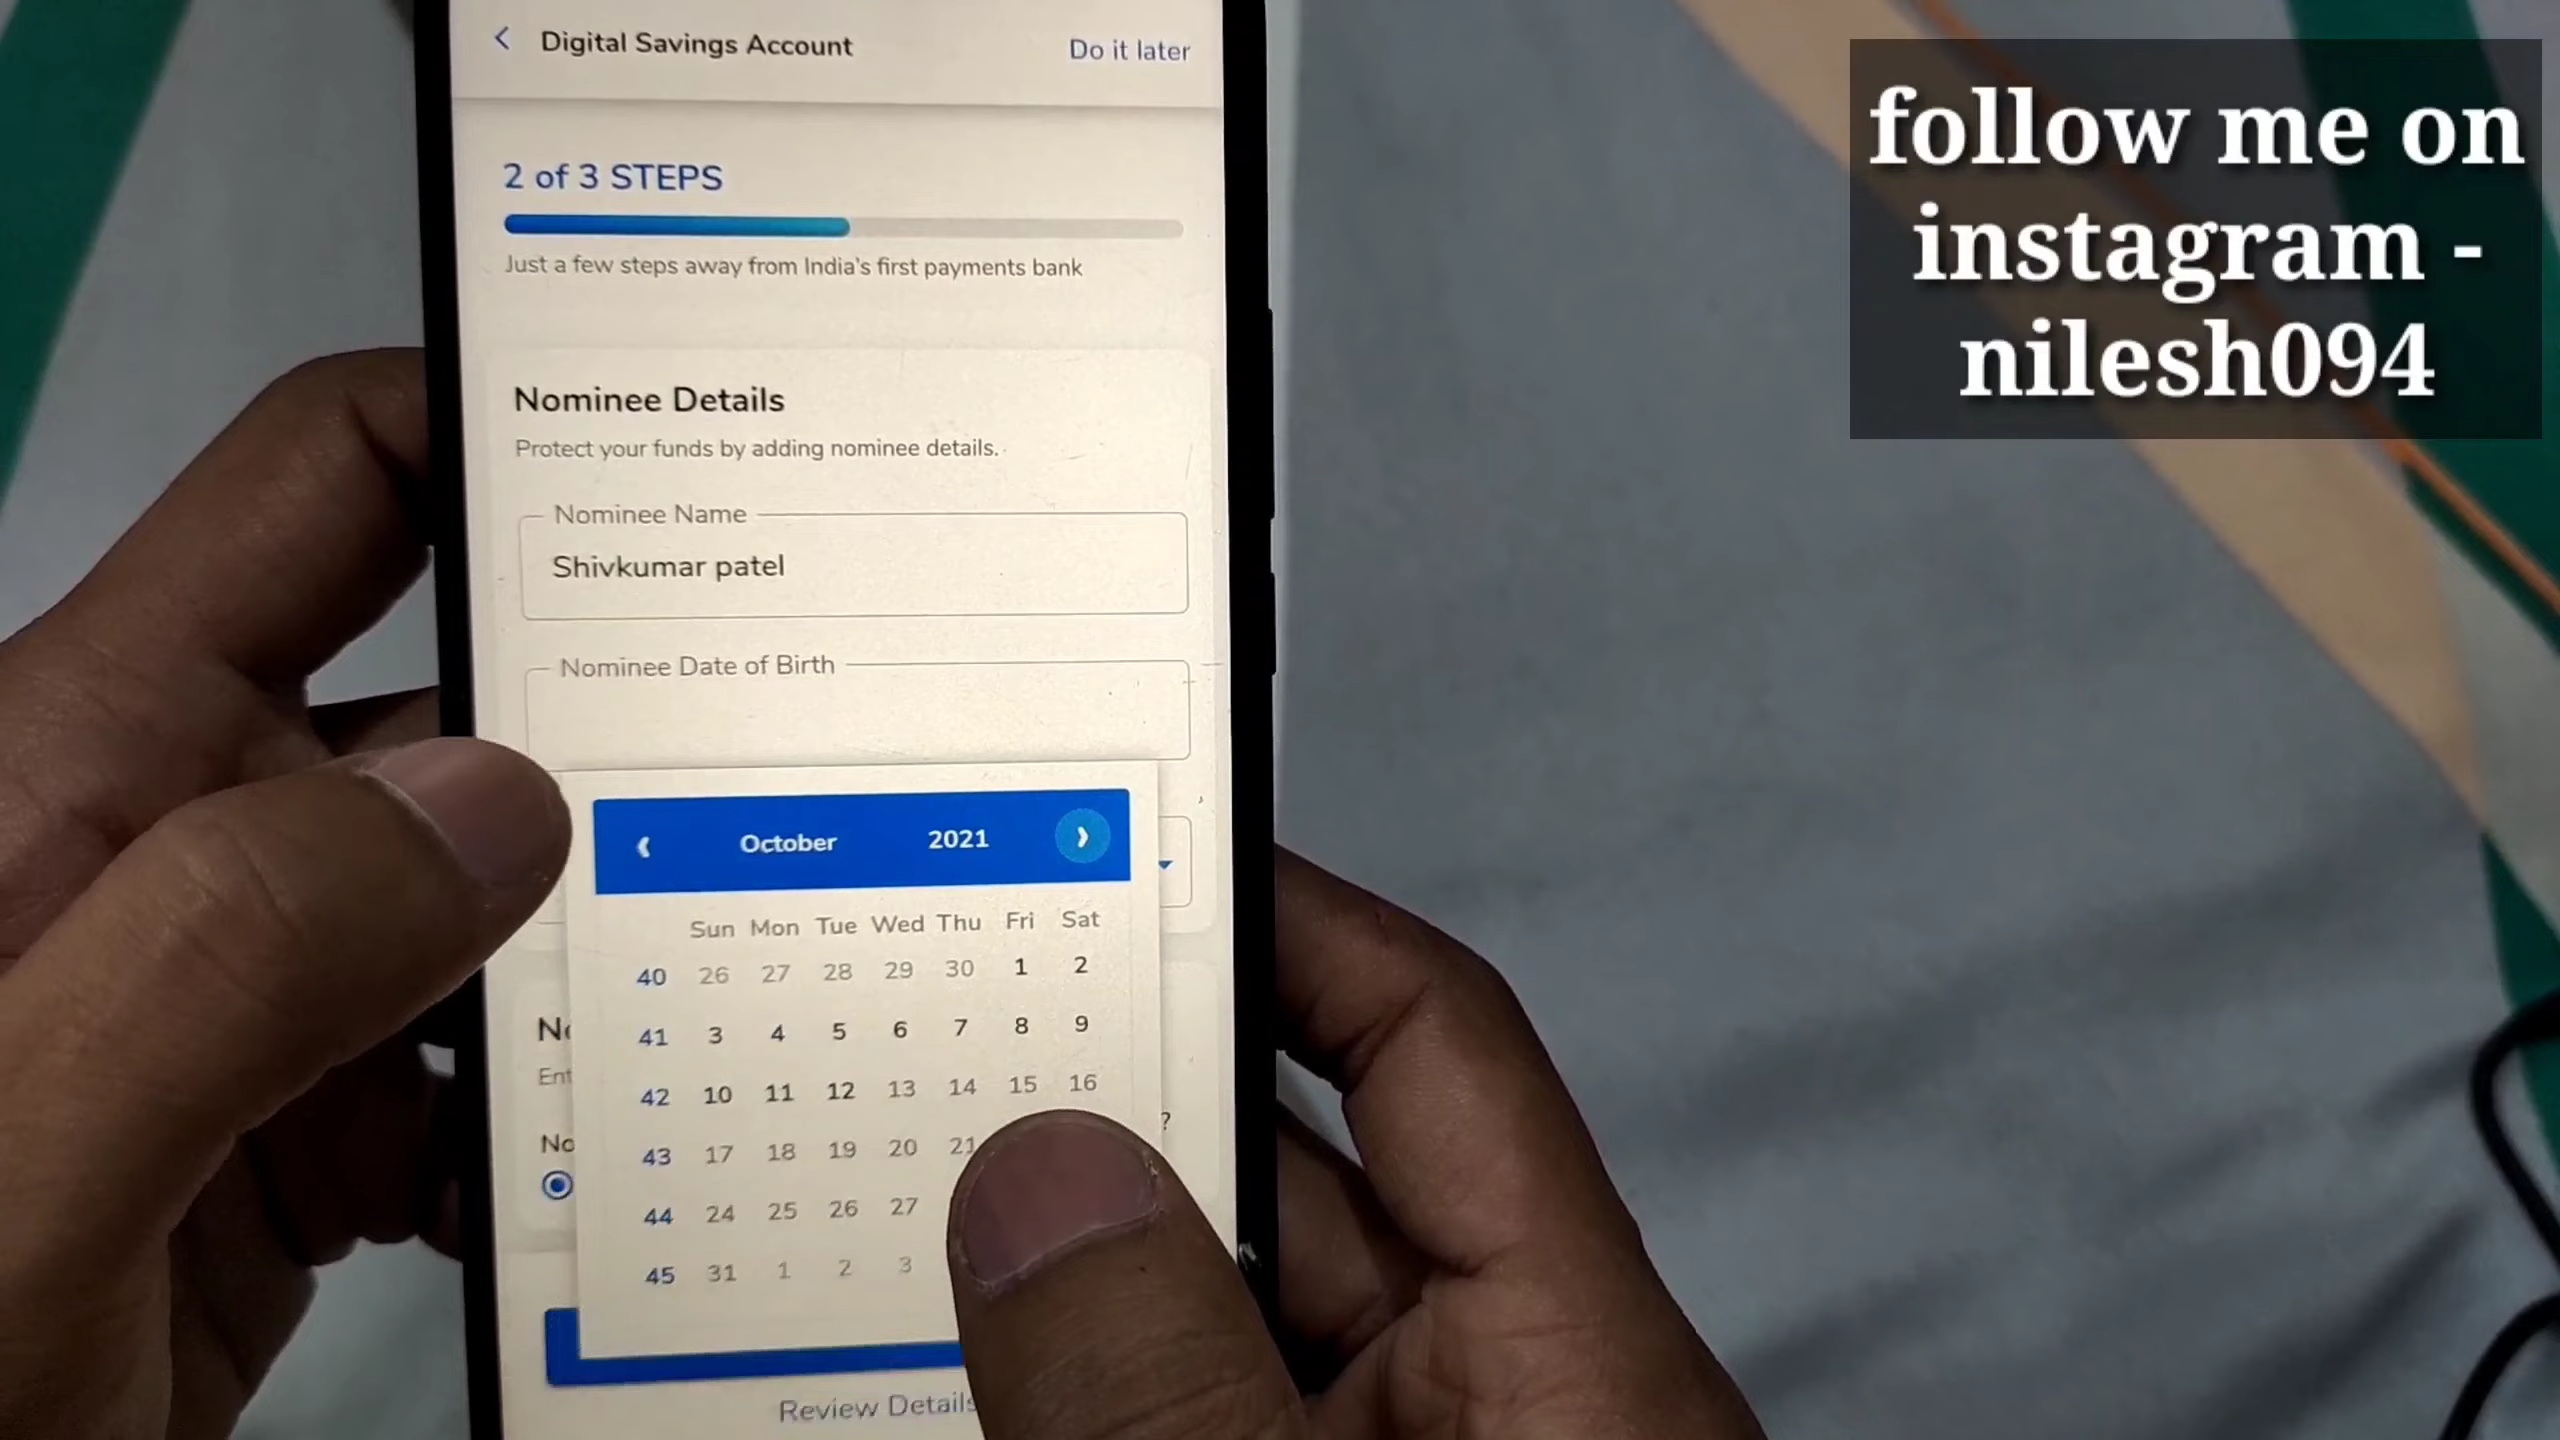 Digital Savings Account
Do it later
2 of 3 STEPS
Just a few steps away from India's first payments bank
Nominee Details
Protect your funds by adding nominee details.
Nominee Name
Shivkumar patel
Nominee Date of Birth
October 2021
Sun Mon Tue Wed Thu Fri Sat
40 26 27 28 29 30 1 2
41 3 4 5 6 7 8 9
42 10 11 12 13 14 15 16
43 17 18 19 20 21
44 24 25 26 27
45 31 1 2 3
?
Review Details
follow me on
instagram -
nilesh094